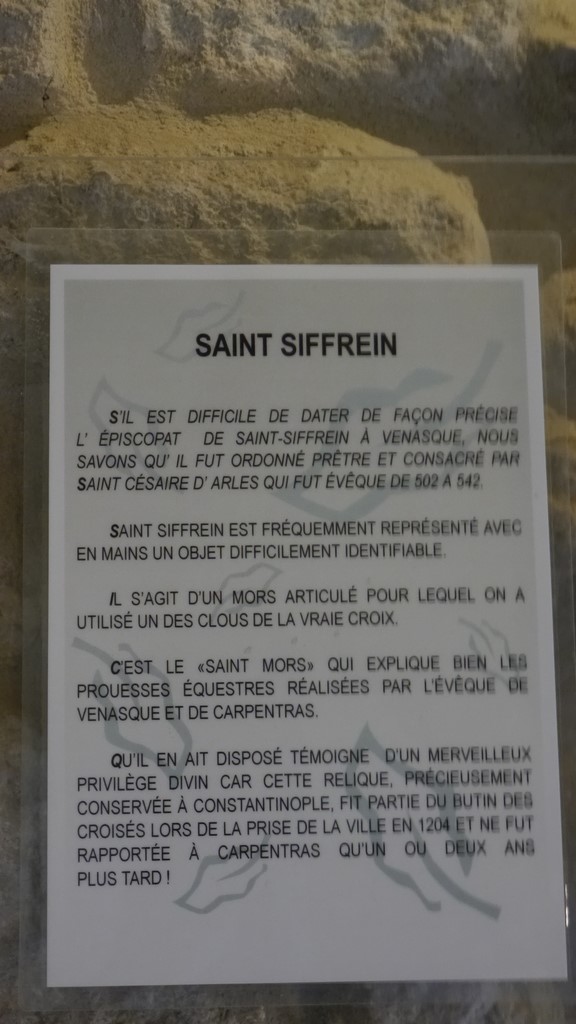 SAINT SIFFREIN
S'IL EST DIFFICILE DE DATER DE FAÇON PRÉCISE
L' ÉPISCOPAT DE SAINT-SIFFREIN À VENASQUE, NOUS
SAVONS QU' IL FUT ORDONNÉ PRÊTRE ET CONSACRÉ PAR
SAINT CÉSAIRE D' ARLES QUI FUT ÉVÊQUE DE 502 A 542.
SAINT SIFFREIN EST FRÉQUEMMENT REPRÉSENTÉ AVEC
EN MAINS UN OBJET DIFFICILEMENT IDENTIFIABLE.
IL S'AGIT D'UN MORS ARTICULÉ POUR LEQUEL ON A
UTILISÉ UN DES CLOUS DE LA VRAIE CROIX.
C'EST LE «SAINT MORS» QUI EXPLIQUE BIEN LES
PROUESSES ÉQUESTRES RÉALISÉES PAR L'ÉVÊQUE DE
VENASQUE ET DE CARPENTRAS.
QU'IL EN AIT DISPOSÉ TÉMOIGNE D'UN MERVEILLEUX
PRIVILÈGE DIVIN CAR CETTE RELIQUE, PRÉCIEUSEMENT
CONSERVÉE À CONSTANTINOPLE, FIT PARTIE DU BUTIN DES
CROISÉS LORS DE LA PRISE DE LA VILLE EN 1204 ET NE FUT
RAPPORTÉE À CARPENTRAS QU'UN OU DEUX ANS
PLUS TARD !